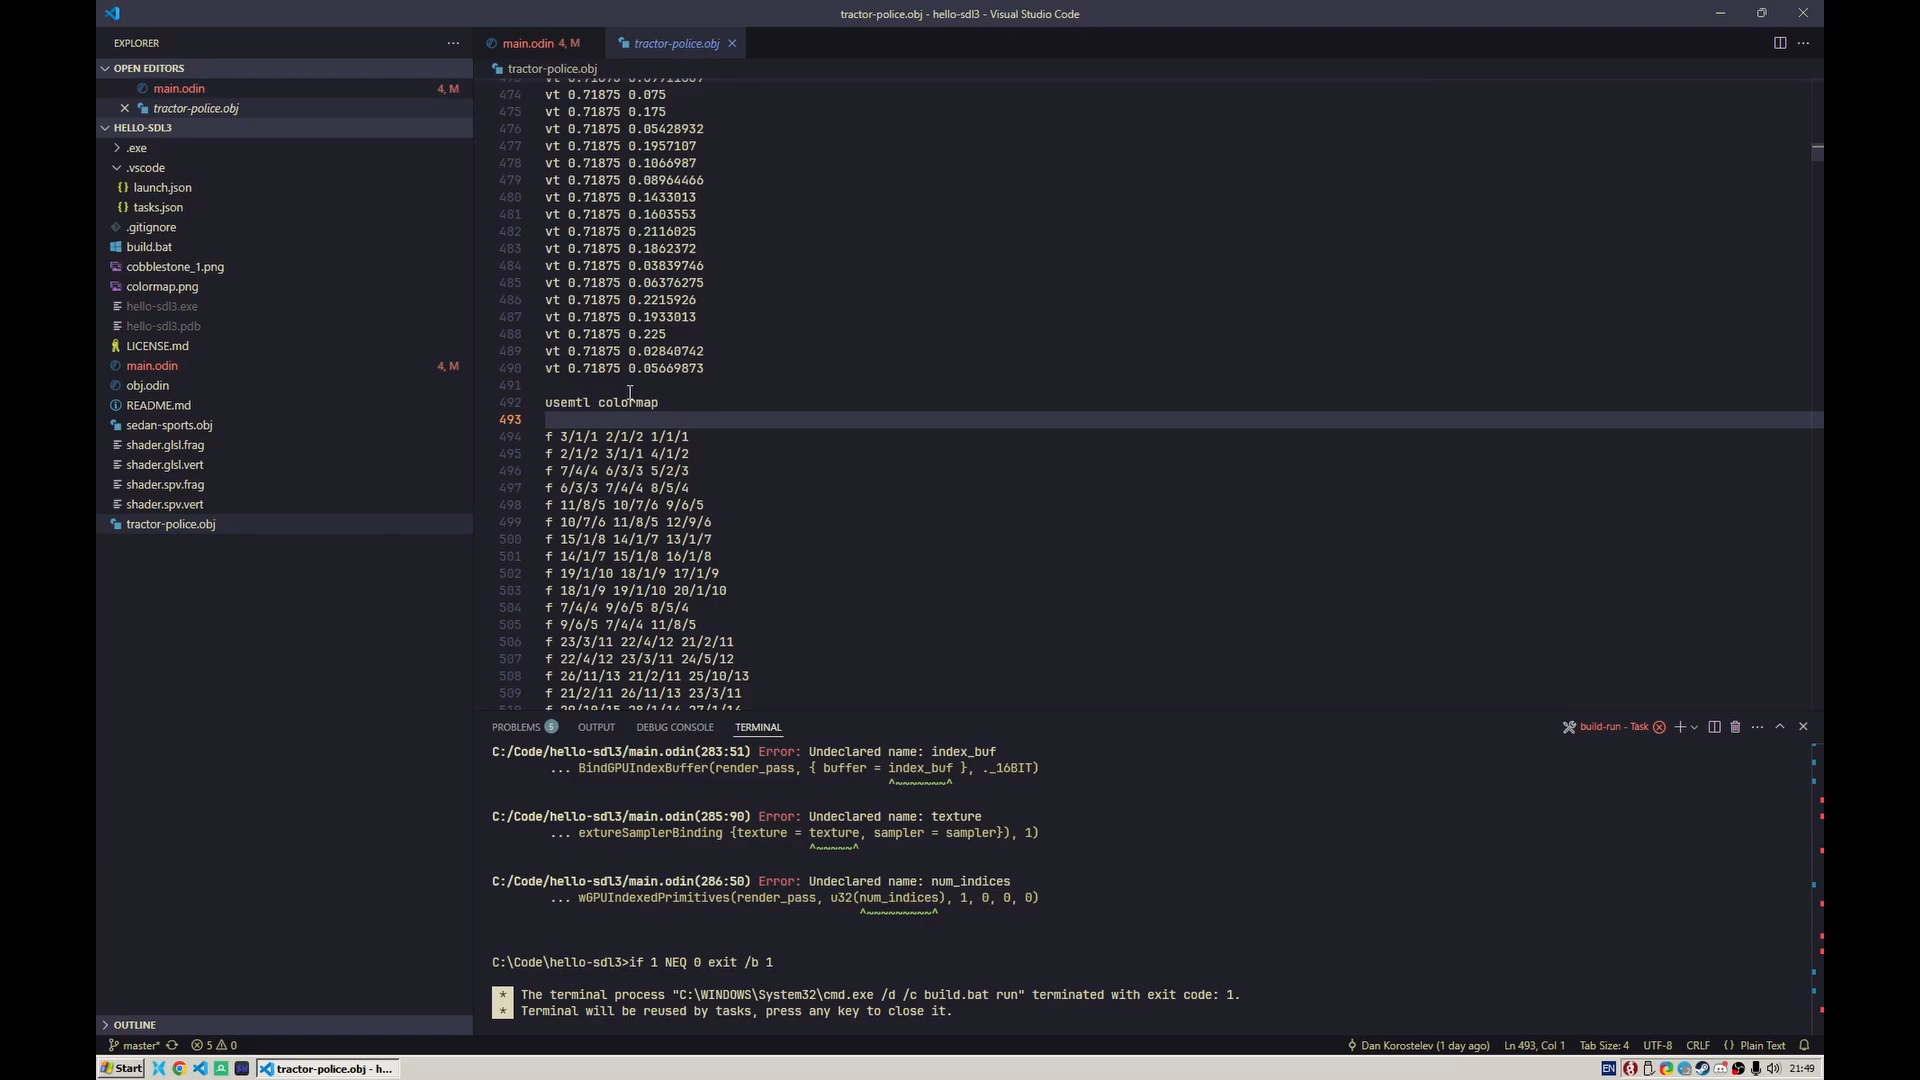 tractor-police.obj - hello-sdl3 - Visual Studio Code
EXPLORER
OPEN EDITORS
main.odin 4, M
tractor-police.obj
HELLO-SDL3
.exe
.vscode
launch.json
tasks.json
.gitignore
build.bat
cobblestone_1.png
colormap.png
hello-sdl3.exe
hello-sdl3.pdb
LICENSE.md
main.odin 4, M
obj.odin
README.md
sedan-sports.obj
shader.glsl.frag
shader.glsl.vert
shader.spv.frag
shader.spv.vert
tractor-police.obj
OUTLINE
main.odin 4, M
tractor-police.obj
tractor-police.obj
474 vt 0.71875 0.075
475 vt 0.71875 0.175
476 vt 0.71875 0.05428932
477 vt 0.71875 0.1957107
478 vt 0.71875 0.1066987
479 vt 0.71875 0.08964466
480 vt 0.71875 0.1433013
481 vt 0.71875 0.1603553
482 vt 0.71875 0.2116025
483 vt 0.71875 0.1862372
484 vt 0.71875 0.03839746
485 vt 0.71875 0.06376275
486 vt 0.71875 0.2215926
487 vt 0.71875 0.1933013
488 vt 0.71875 0.225
489 vt 0.71875 0.02840742
490 vt 0.71875 0.05669873
491
492 usemtl colormap
493
494 f 3/1/1 2/1/2 1/1/1
495 f 2/1/2 3/1/1 4/1/2
496 f 7/4/4 6/3/3 5/2/3
497 f 6/3/3 7/4/4 8/5/4
498 f 11/8/5 10/7/6 9/6/5
499 f 10/7/6 11/8/5 12/9/6
500 f 15/1/8 14/1/7 13/1/7
501 f 14/1/7 15/1/8 16/1/8
502 f 19/1/10 18/1/9 17/1/9
503 f 18/1/9 19/1/10 20/1/10
504 f 7/4/4 9/6/5 8/5/4
505 f 9/6/5 7/4/4 11/8/5
506 f 23/3/11 22/4/12 21/2/11
507 f 22/4/12 23/3/11 24/5/12
508 f 26/11/13 21/2/11 25/10/13
509 f 21/2/11 26/11/13 23/3/11
PROBLEMS 5 OUTPUT DEBUG CONSOLE TERMINAL
build-run - Task
C:/Code/hello-sdl3/main.odin(283:51) Error: Undeclared name: index_buf
... BindGPUIndexBuffer(render_pass, { buffer = index_buf }, ._16BIT)
^~~~~~~~^
C:/Code/hello-sdl3/main.odin(285:90) Error: Undeclared name: texture
... extureSamplerBinding {texture = texture, sampler = sampler}), 1)
^~~~~~^
C:/Code/hello-sdl3/main.odin(286:50) Error: Undeclared name: num_indices
... wGPUIndexedPrimitives(render_pass, u32(num_indices), 1, 0, 0, 0)
^~~~~~~~~~^
C:\Code\hello-sdl3>if 1 NEQ 0 exit /b 1
* The terminal process "C:\WINDOWS\System32\cmd.exe /d /c build.bat run" terminated with exit code: 1.
* Terminal will be reused by tasks, press any key to close it.
master* 5 0
Dan Korostelev (1 day ago) Ln 493, Col 1 Tab Size: 4 UTF-8 CRLF {} Plain Text
Start
tractor-police.obj - h...
EN
21:49